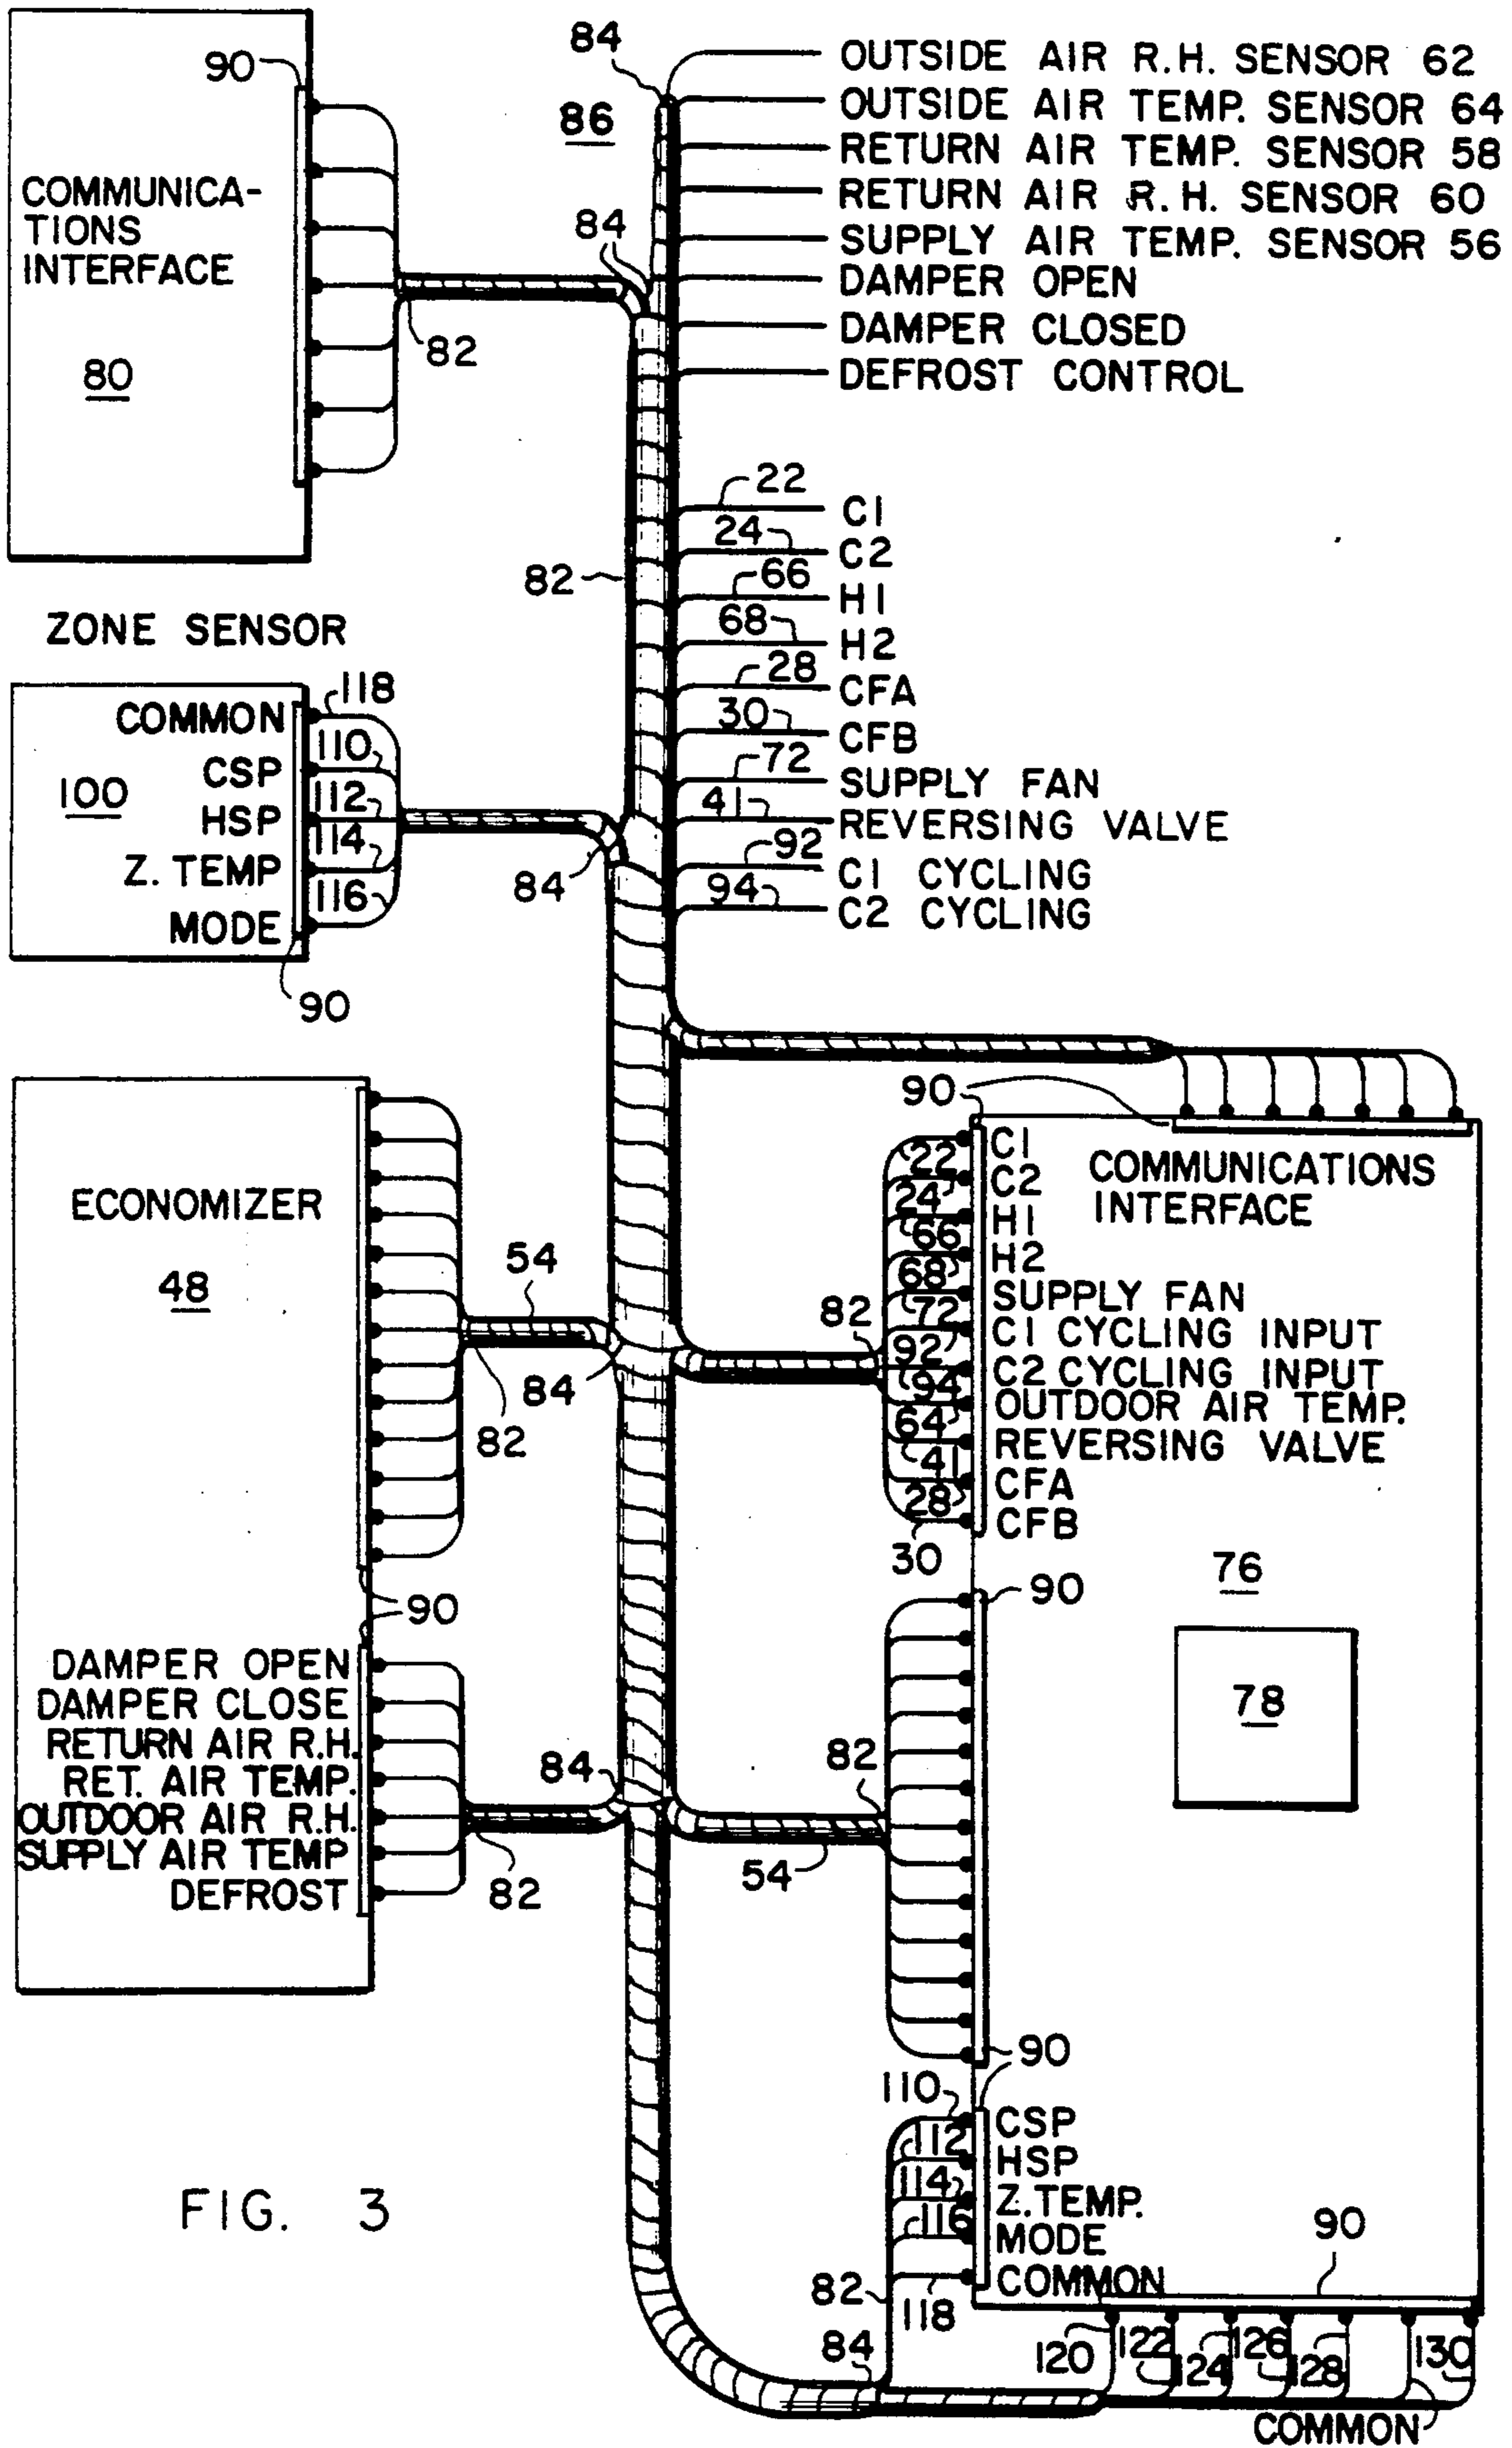 90
COMMUNICA-
TIONS
INTERFACE
80
82
84
86
84
OUTSIDE AIR R.H. SENSOR 62
OUTSIDE AIR TEMP. SENSOR 64
RETURN AIR TEMP. SENSOR 58
RETURN AIR R.H. SENSOR 60
SUPPLY AIR TEMP. SENSOR 56
DAMPER OPEN
DAMPER CLOSED
DEFROST CONTROL
22 C1
24 C2
82
66 H1
68 H2
28 CFA
30 CFB
72 SUPPLY FAN
41 REVERSING VALVE
92 C1 CYCLING
94 C2 CYCLING
ZONE SENSOR
COMMON 118
CSP 110
100
HSP 112
Z. TEMP 114
MODE 116
84
90
ECONOMIZER
48
54
84
82
90
DAMPER OPEN
DAMPER CLOSE
RETURN AIR R.H.
RET. AIR TEMP.
OUTDOOR AIR R.H.
SUPPLY AIR TEMP
DEFROST
84
82
90
COMMUNICATIONS
INTERFACE
22 C1
24 C2
66 H1
68 H2
72 SUPPLY FAN
82
92 C1 CYCLING INPUT
94 C2 CYCLING INPUT
64 OUTDOOR AIR TEMP.
41 REVERSING VALVE
28 CFA
30 CFB
76
90
78
82
54
90
110 CSP
112 HSP
114 Z. TEMP.
116 MODE
118 COMMON
82
84
90
120
122
124
126
128
130
COMMON
FIG. 3